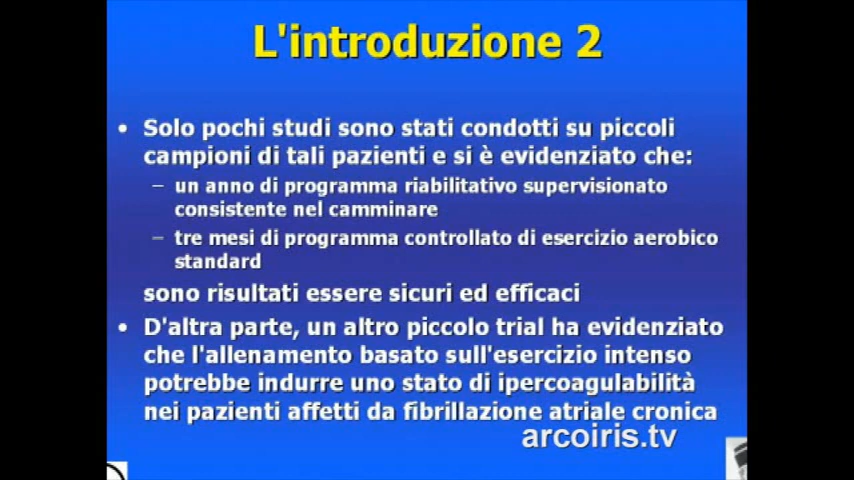 L'introduzione 2
• Solo pochi studi sono stati condotti su piccoli
campioni di tali pazienti e si è evidenziato che:
– un anno di programma riabilitativo supervisionato
consistente nel camminare
– tre mesi di programma controllato di esercizio aerobico
standard
sono risultati essere sicuri ed efficaci
• D'altra parte, un altro piccolo trial ha evidenziato
che l'allenamento basato sull'esercizio intenso
potrebbe indurre uno stato di ipercoagulabilità
nei pazienti affetti da fibrillazione atriale cronica
arcoiris.tv